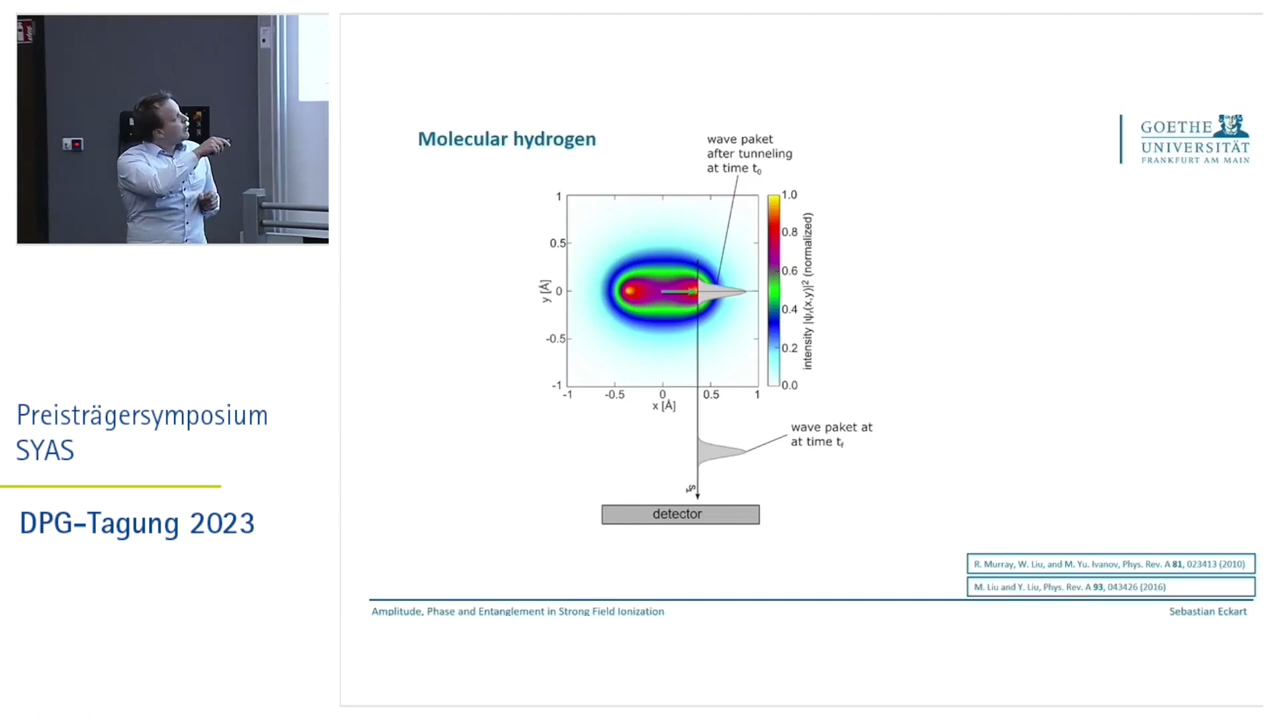 Molecular hydrogen
wave paket
after tunneling
at time t₀
GOETHE
UNIVERSITÄT
FRANKFURT AM MAIN
1
0.5
0
-0.5
-1
y [Å]
-1
-0.5
0
0.5
1
x [Å]
1.0
0.8
0.6
0.4
0.2
0.0
wave paket at
at time tf
detector
Preisträgersymposium
SYAS
DPG-Tagung 2023
R. Murray, W. Liu, and M. Yu. Ivanov, Phys. Rev. A 81, 023413 (2010)
M. Liu and Y. Liu, Phys. Rev. A 93, 043426 (2016)
Amplitude, Phase and Entanglement in Strong Field Ionization
Sebastian Eckart
intensity (normalized)